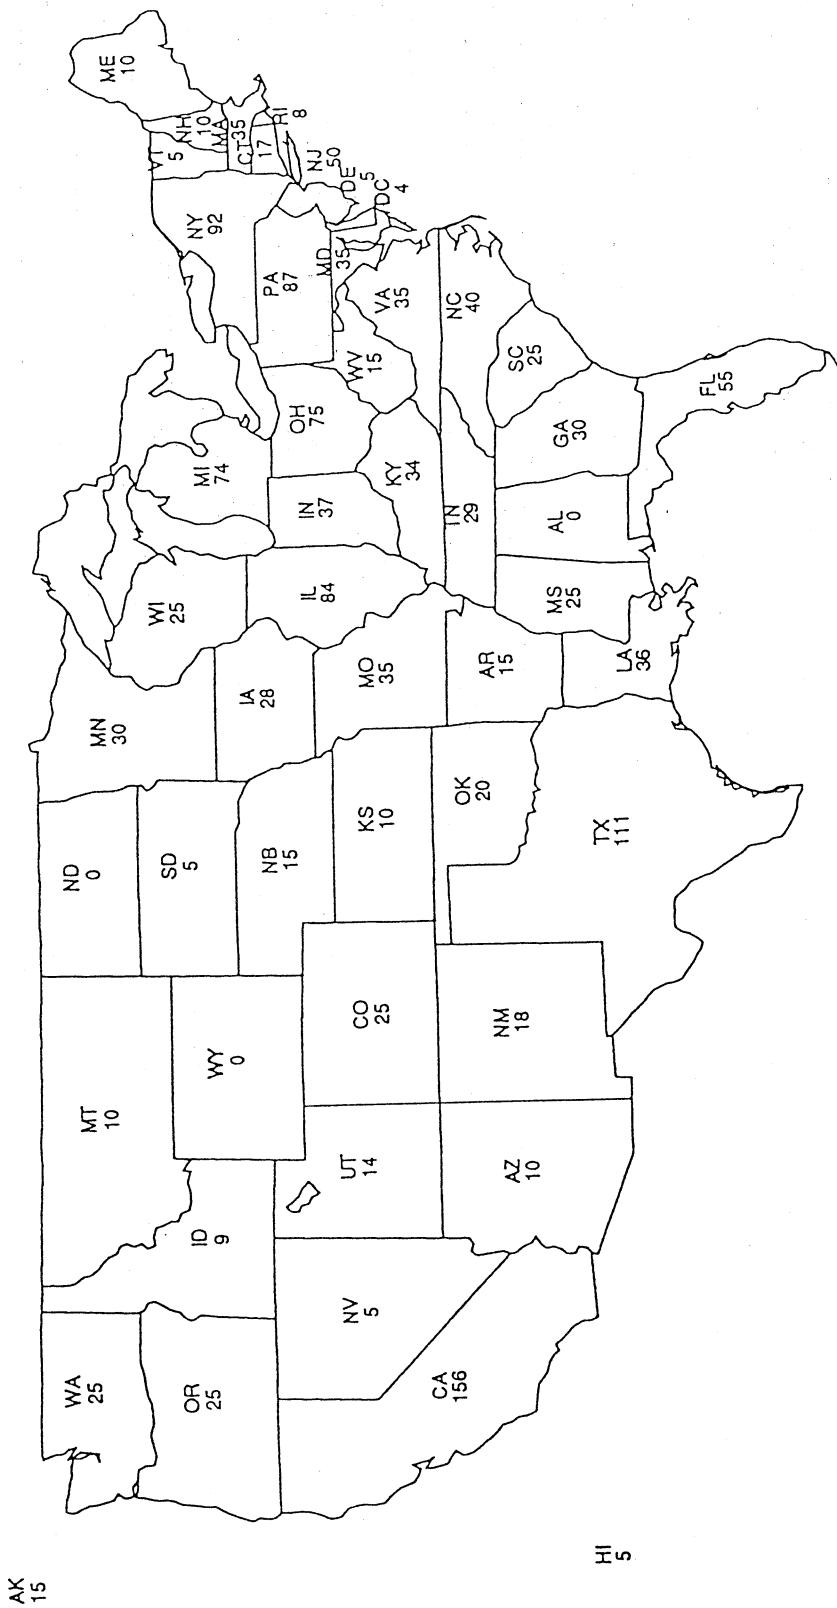 AK
15
WA
25
OR
25
CA
156
HI
5
ID
9
NV
5
MT
10
UT
14
AZ
10
WY
0
CO
25
NM
18
ND
0
SD
5
NB
15
KS
10
OK
20
TX
111
MN
30
IA
28
MO
35
AR
15
LA
36
WI
25
IL
84
MS
25
MI
74
IN
37
KY
34
TN
29
AL
0
OH
75
GA
30
WV
15
SC
25
FL
55
NC
40
VA
35
PA
87
MD
35
NY
92
DC
4
DE
5
NJ
50
VT
5
NH
10
MA
35
CT
17
RI
8
ME
10